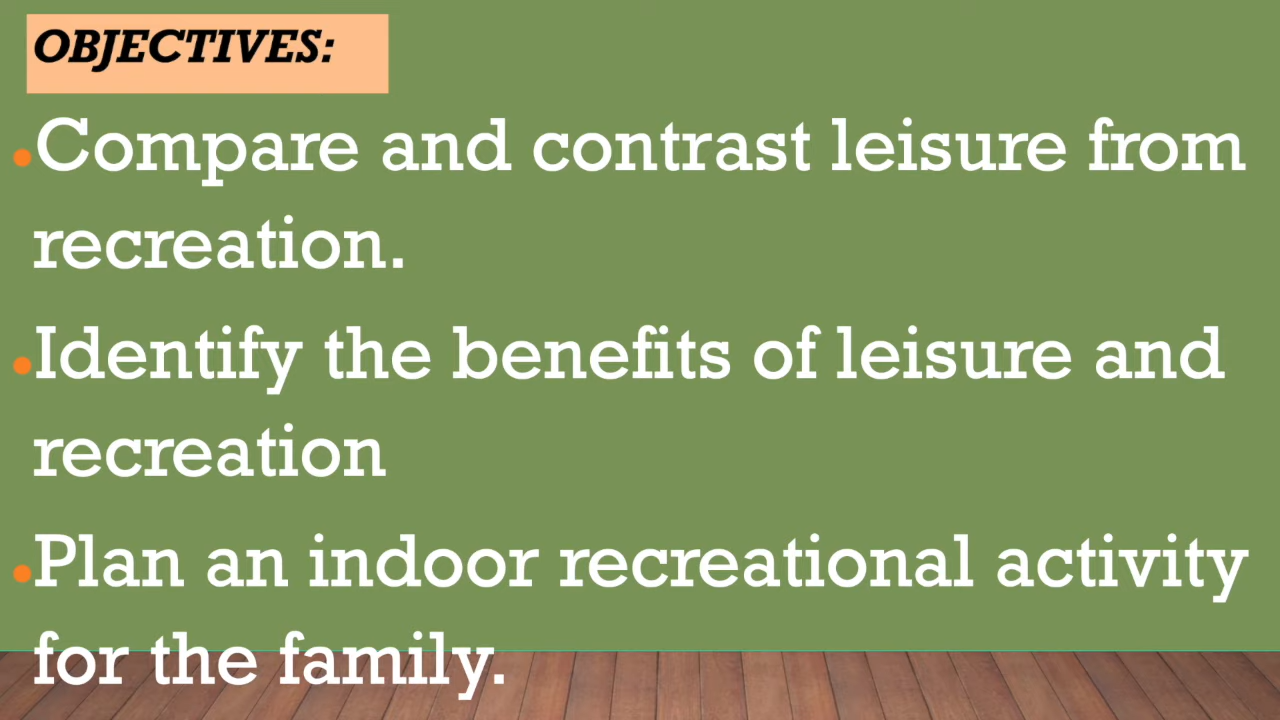 OBJECTIVES:
•Compare and contrast leisure from
recreation.
•Identify the benefits of leisure and
recreation
•Plan an indoor recreational activity
for the family.